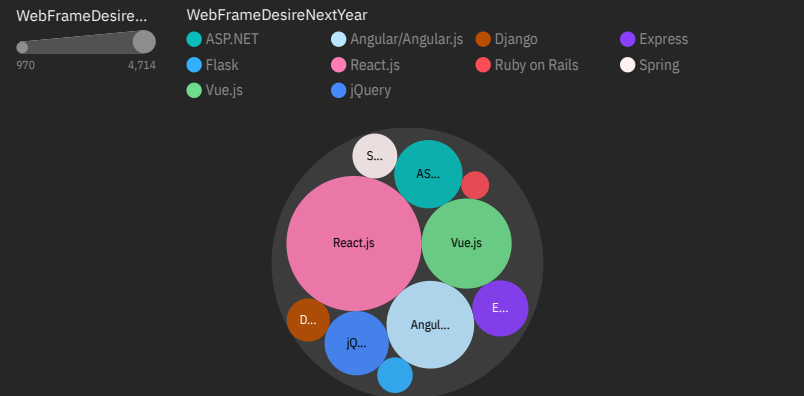 WebFrameDesire...
970 4,714
WebFrameDesireNextYear
ASP.NET Angular/Angular.js Django Express
Flask React.js Ruby on Rails Spring
Vue.js jQuery
S...
AS...
React.js
Vue.js
E...
D...
Angul...
jQ...